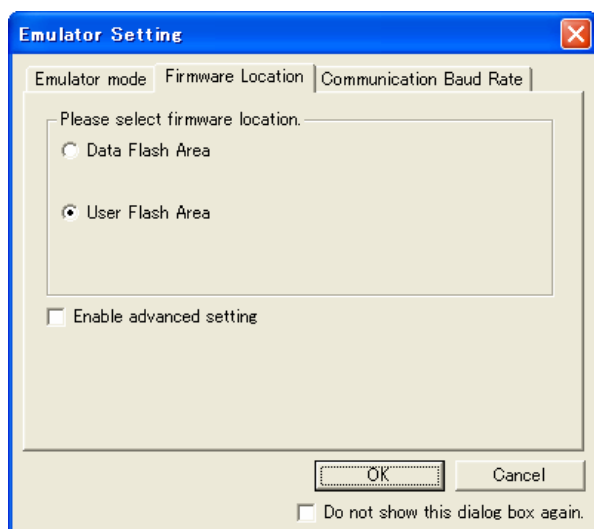 Emulator Setting
Emulator mode Firmware Location Communication Baud Rate
Please select firmware location.
Data Flash Area
User Flash Area
Enable advanced setting
OK Cancel
Do not show this dialog box again.